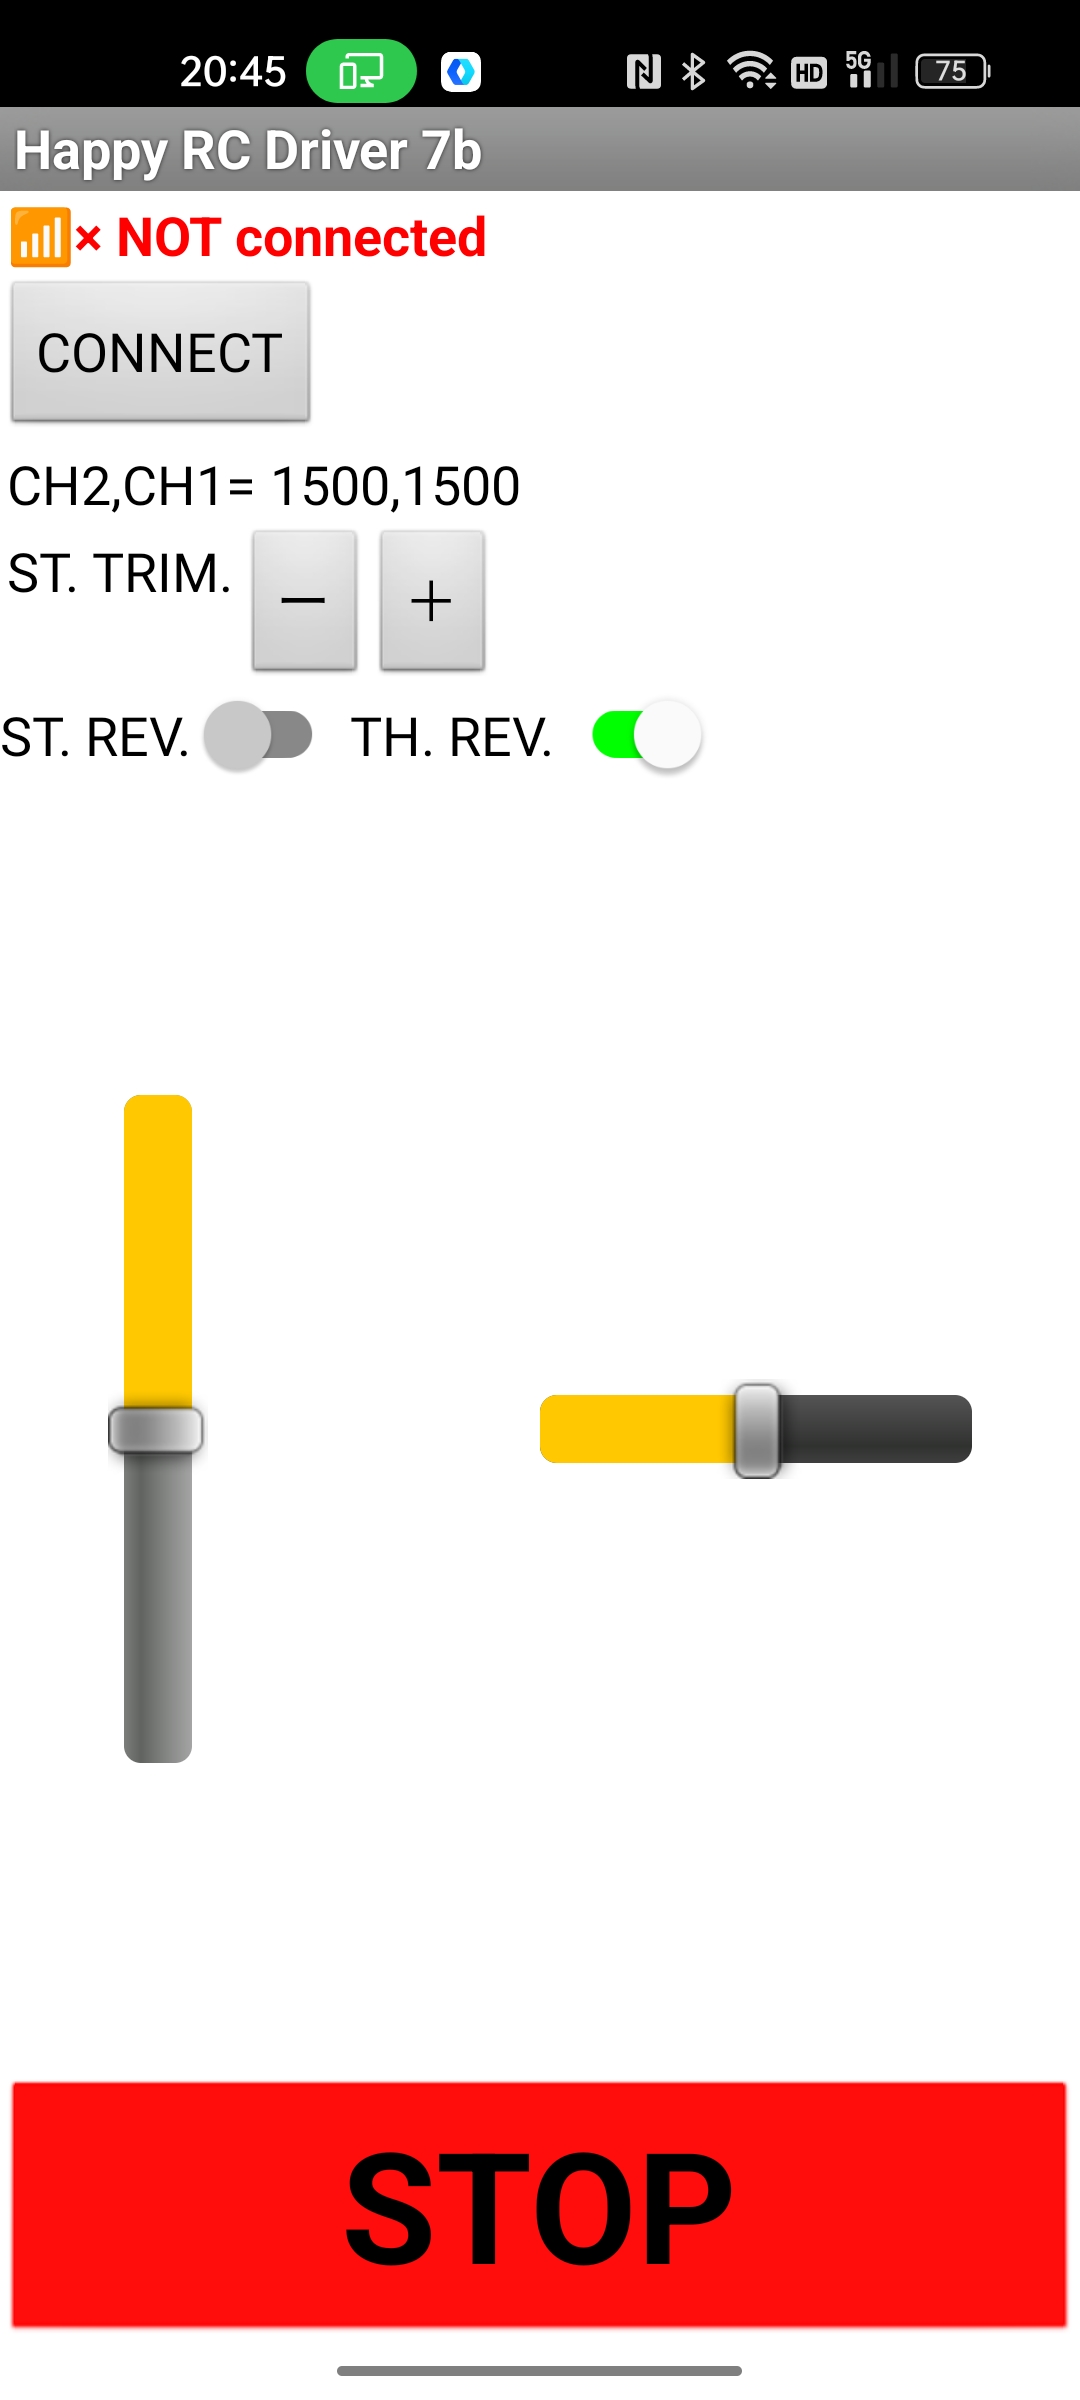 20:45 HD 5G 75
Happy RC Driver 7b
📶× NOT connected
CONNECT
CH2,CH1= 1500,1500
ST. TRIM. − +
ST. REV. TH. REV.
STOP